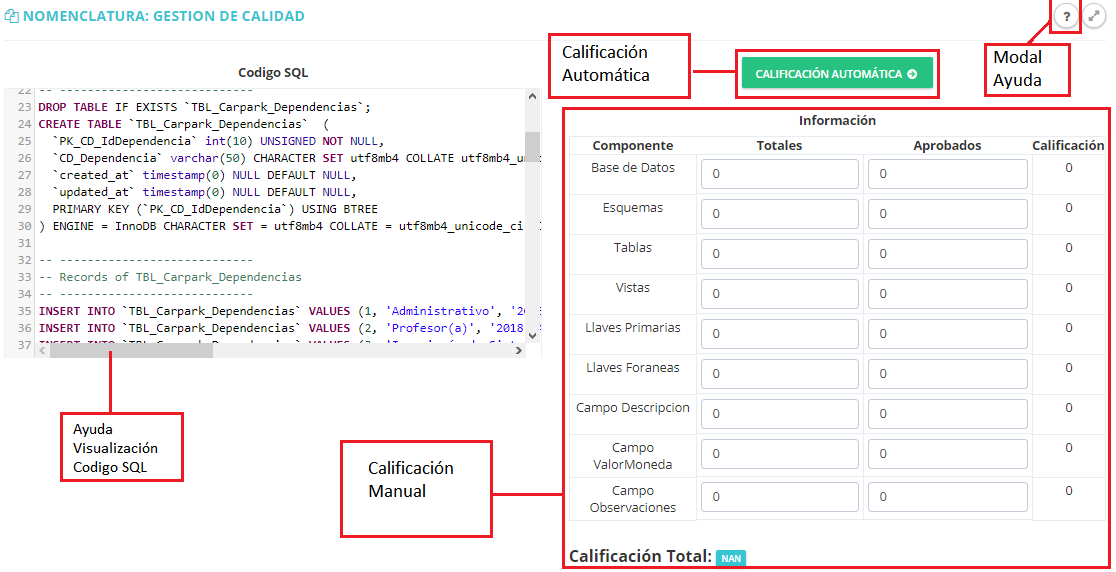 NOMENCLATURA: GESTION DE CALIDAD
?
Calificación
Automática
CALIFICACIÓN AUTOMÁTICA
Modal
Ayuda
Codigo SQL
22 -- ----------------------------
23 DROP TABLE IF EXISTS `TBL_Carpark_Dependencias`;
24 CREATE TABLE `TBL_Carpark_Dependencias`  (
25   `PK_CD_IdDependencia` int(10) UNSIGNED NOT NULL,
26   `CD_Dependencia` varchar(50) CHARACTER SET utf8mb4 COLLATE
27   `created_at` timestamp(0) NULL DEFAULT NULL,
28   `updated_at` timestamp(0) NULL DEFAULT NULL,
29   PRIMARY KEY (`PK_CD_IdDependencia`) USING BTREE
30 ) ENGINE = InnoDB CHARACTER SET = utf8mb4 COLLATE = utf8mb4_unicode_ci
31
32 -- ----------------------------
33 -- Records of TBL_Carpark_Dependencias
34 -- ----------------------------
35 INSERT INTO `TBL_Carpark_Dependencias` VALUES (1, 'Administrativo',
36 INSERT INTO `TBL_Carpark_Dependencias` VALUES (2, 'Profesor(a)', '2018
37
Ayuda
Visualización
Codigo SQL
Calificación
Manual
Información
Componente Totales Aprobados Calificación
Base de Datos 0 0 0
Esquemas 0 0 0
Tablas 0 0 0
Vistas 0 0 0
Llaves Primarias 0 0 0
Llaves Foraneas 0 0 0
Campo Descripcion 0 0 0
Campo
ValorMoneda 0 0 0
Campo
Observaciones 0 0 0
Calificación Total: NAN